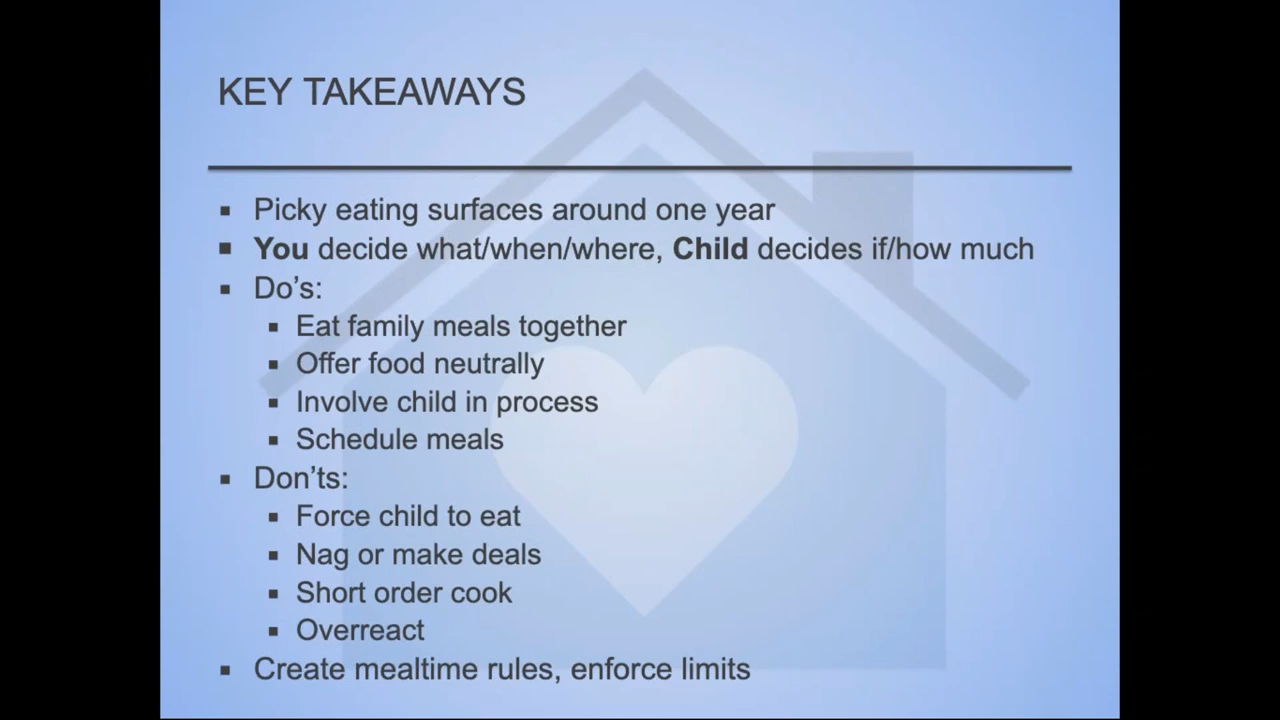 KEY TAKEAWAYS
▪ Picky eating surfaces around one year
▪ You decide what/when/where, Child decides if/how much
▪ Do’s:
▪ Eat family meals together
▪ Offer food neutrally
▪ Involve child in process
▪ Schedule meals
▪ Don’ts:
▪ Force child to eat
▪ Nag or make deals
▪ Short order cook
▪ Overreact
▪ Create mealtime rules, enforce limits